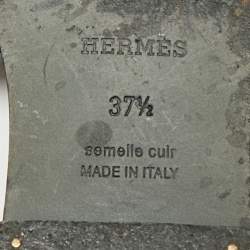 HERMES
37½
semelle cuir
MADE IN ITALY